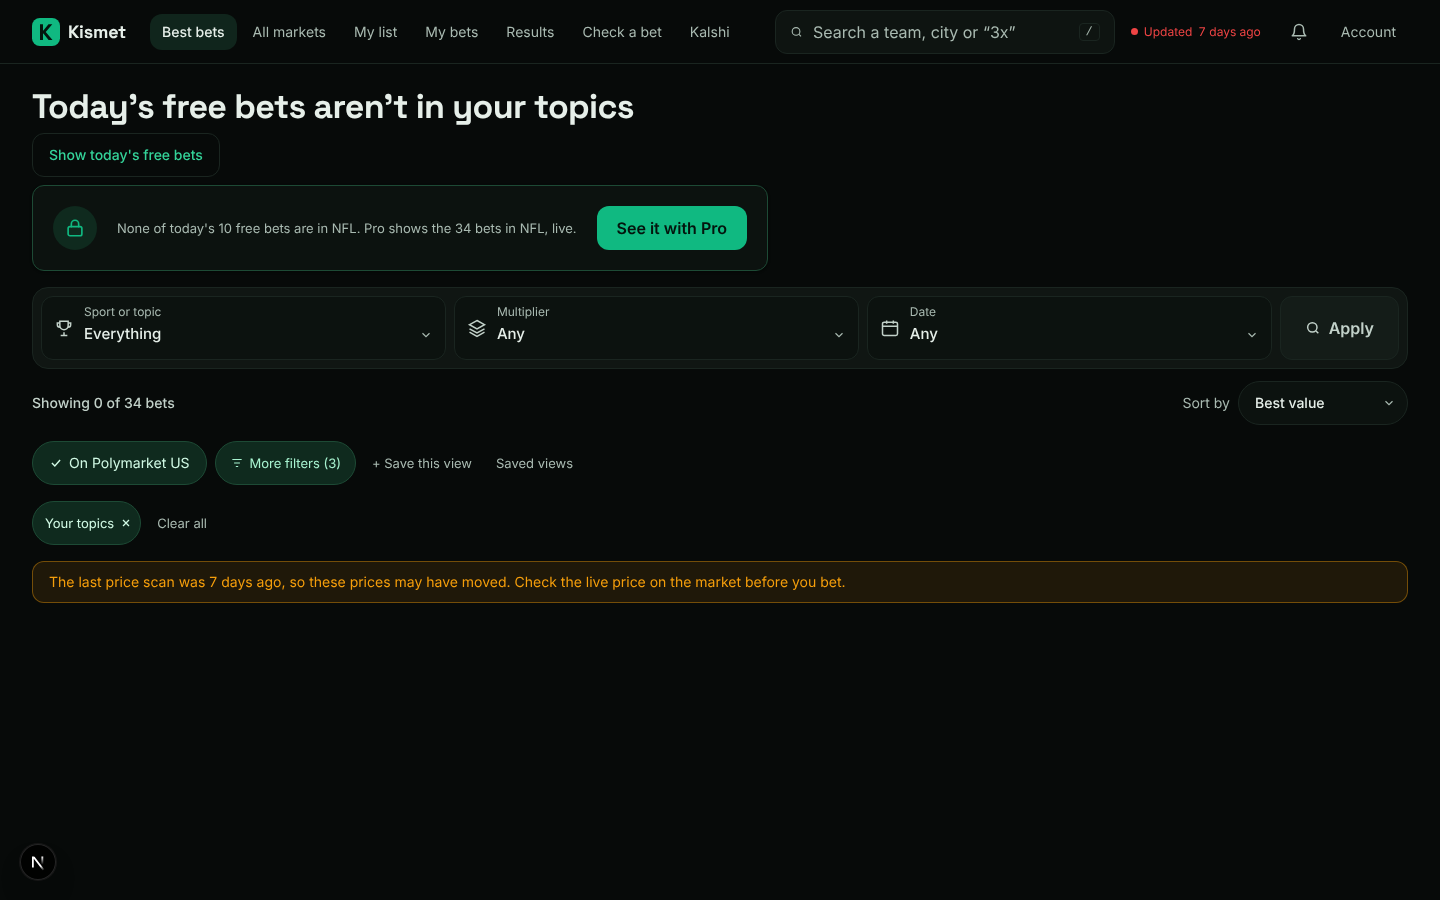 K Kismet Best bets All markets My list My bets Results Check a bet Kalshi Search a team, city or “3x” / Updated 7 days ago Account
Today’s free bets aren’t in your topics
Show today's free bets
None of today's 10 free bets are in NFL. Pro shows the 34 bets in NFL, live. See it with Pro
Sport or topic Multiplier Date
Everything Any Any Apply
Showing 0 of 34 bets Sort by Best value
On Polymarket US More filters (3) + Save this view Saved views
Your topics × Clear all
The last price scan was 7 days ago, so these prices may have moved. Check the live price on the market before you bet.
N